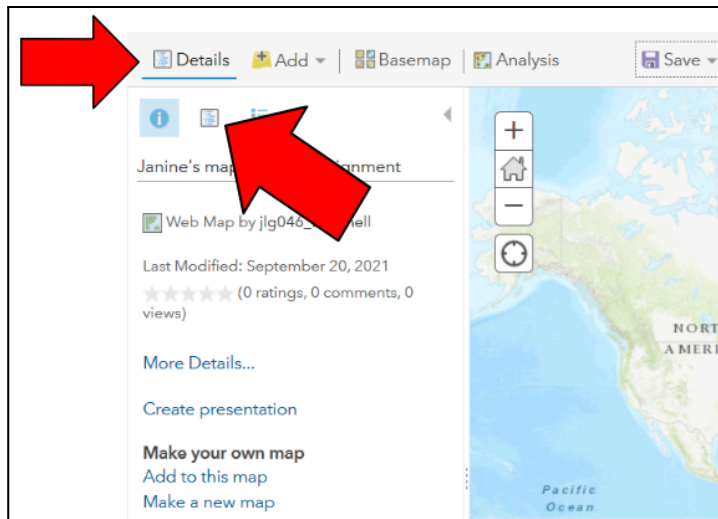 Details Add Basemap Analysis Save
Janine's map
Web Map by jlg046_
Last Modified: September 20, 2021
(0 ratings, 0 comments, 0
views)
More Details...
Create presentation
Make your own map
Add to this map
Make a new map
NORT
AMERI
Pacific
Ocean